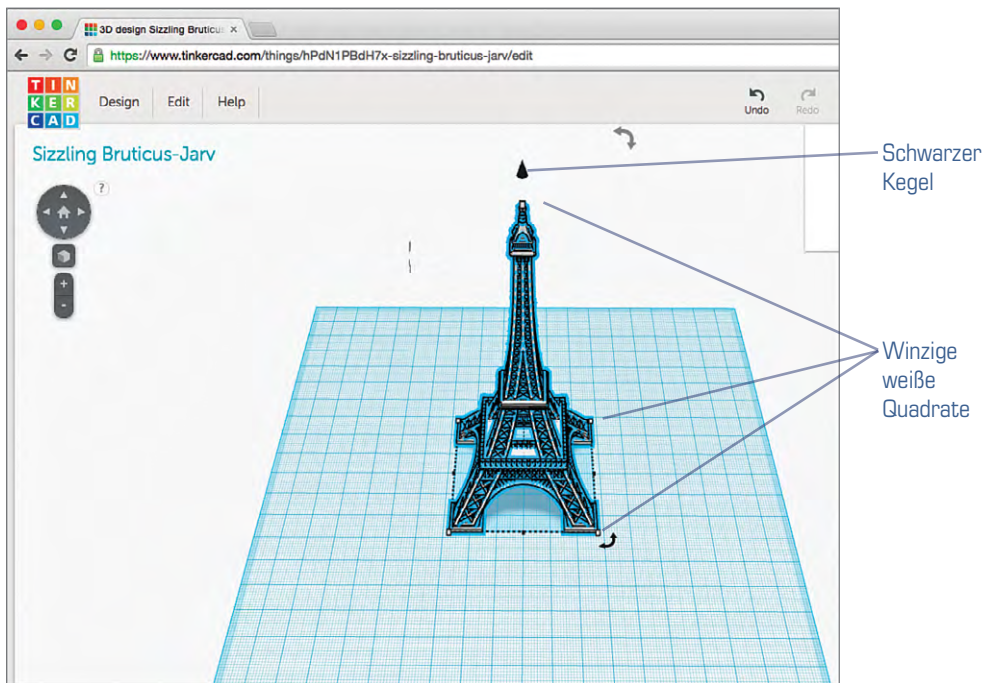 3D design Sizzling Bruticu
https://www.tinkercad.com/things/hPdN1PBdH7x-sizzling-bruticus-jarv/edit
TIN
KER
CAD
Design Edit Help
Undo Redo
Sizzling Bruticus-Jarv
?
+
-
Schwarzer
Kegel
Winzige
weiße
Quadrate